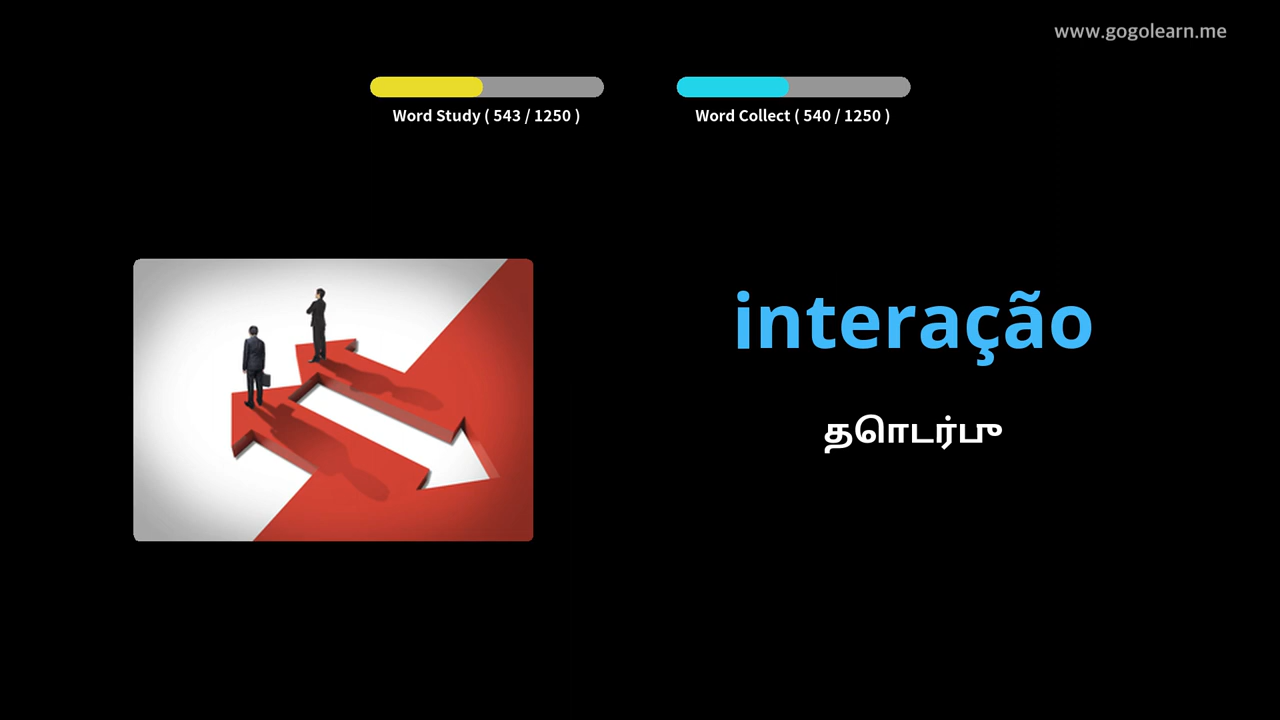 www.gogolearn.me
Word Study ( 543 / 1250 )
Word Collect ( 540 / 1250 )
interação
தொடர்பு